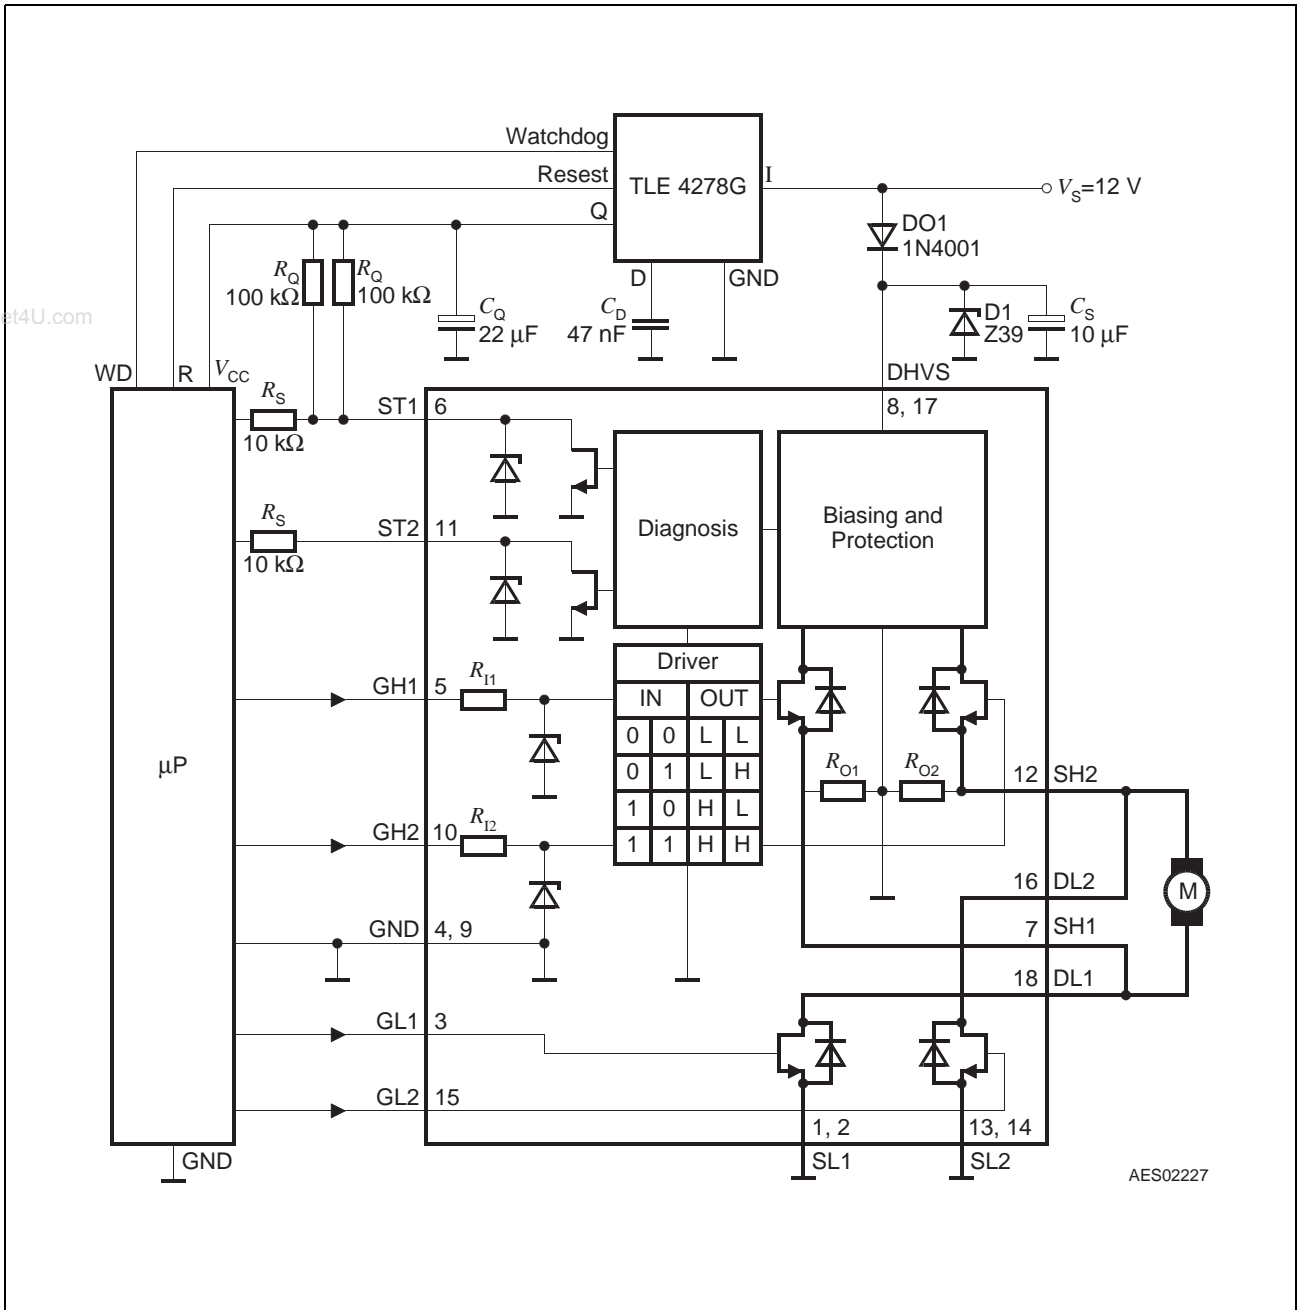 Watchdog
Resest
TLE 4278G
I
V_S=12 V
Q
DO1
1N4001
D
GND
R_Q
100 kΩ
R_Q
100 kΩ
C_Q
22 µF
C_D
47 nF
D1
Z39
C_S
10 µF
et4U.com
WD
R
V_CC
DHVS
8, 17
R_S
10 kΩ
ST1
6
R_S
10 kΩ
ST2
11
Diagnosis
Biasing and
Protection
Driver
IN OUT
0 0 L L
0 1 L H
1 0 H L
1 1 H H
GH1
5
R_I1
µP
R_O1
R_O2
12
SH2
GH2
10
R_I2
16
DL2
M
GND
4, 9
7
SH1
18
DL1
GL1
3
GL2
15
1, 2
13, 14
GND
SL1
SL2
AES02227